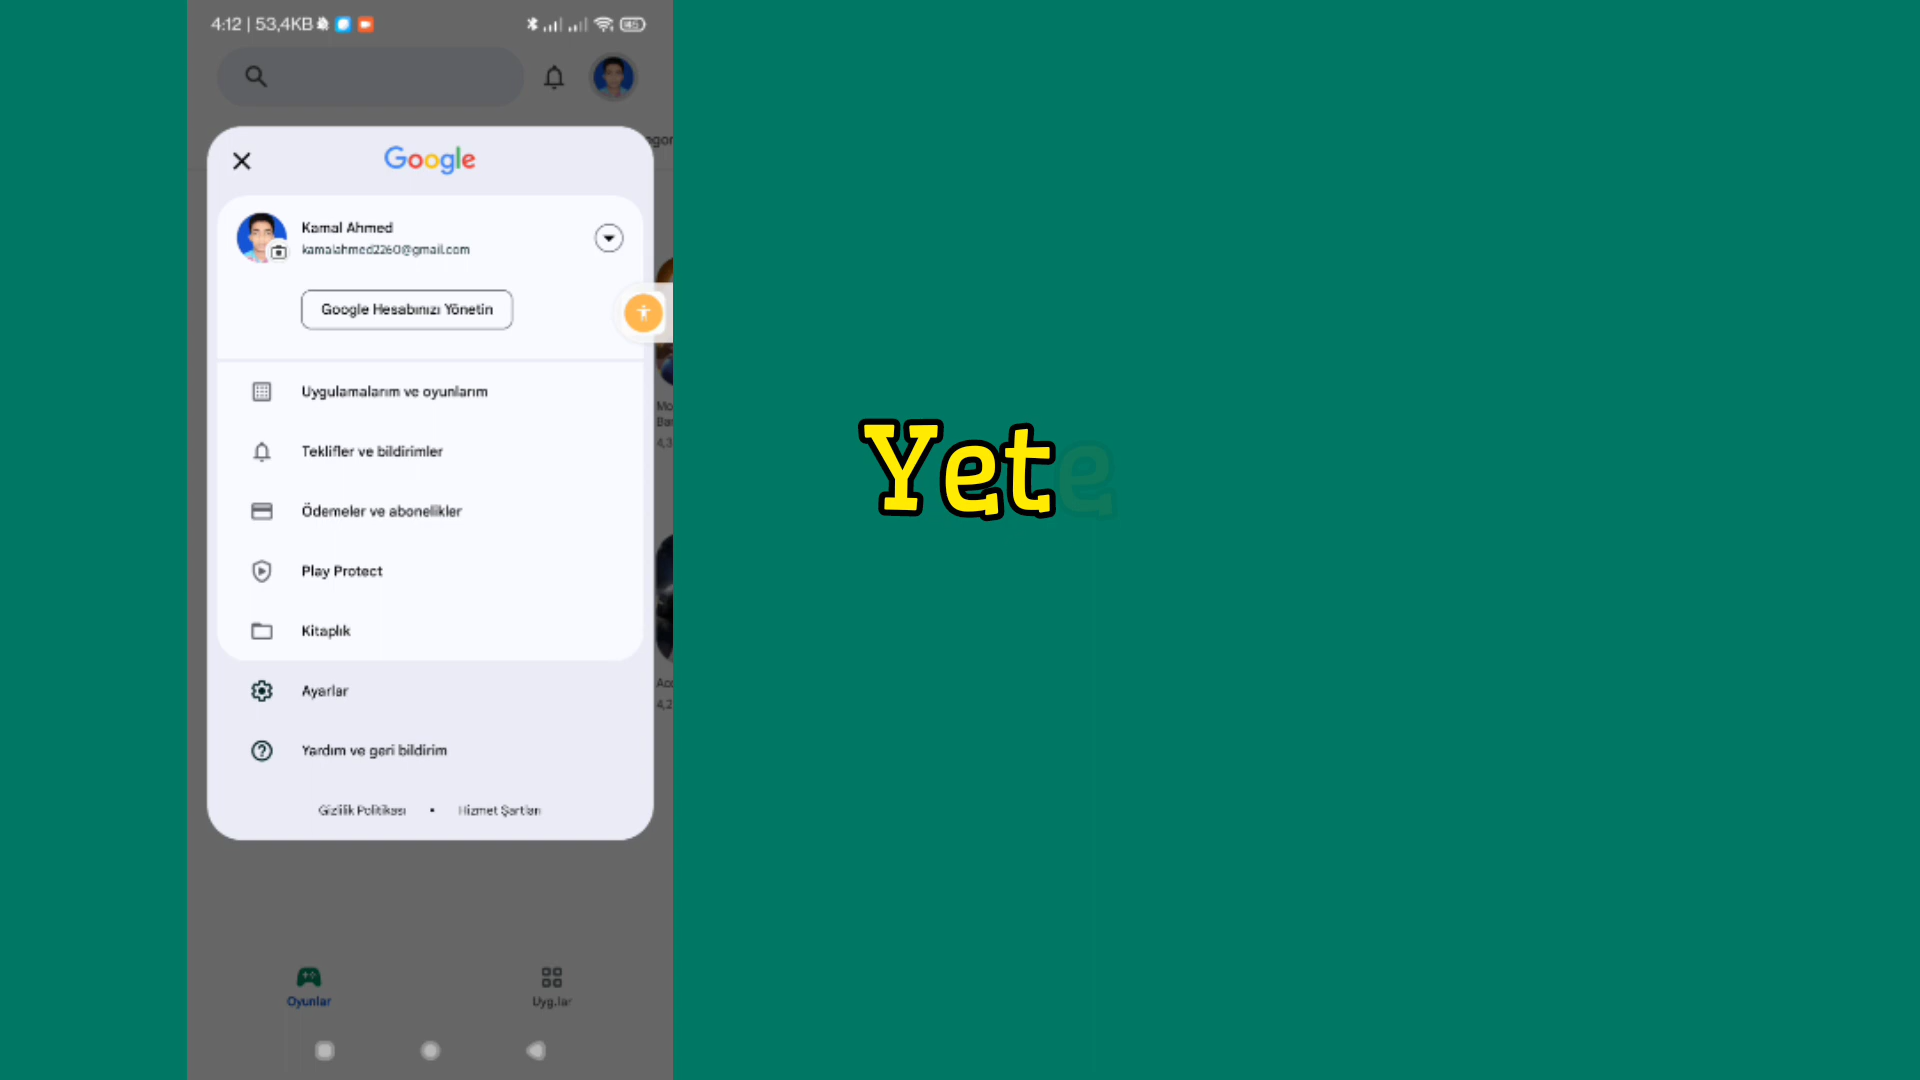 4:12 | 53,4KB
Google
Kamal Ahmed
kamalahmed2260@gmail.com
Google Hesabınızı Yönetin
Uygulamalarım ve oyunlarım
Teklifler ve bildirimler
Ödemeler ve abonelikler
Play Protect
Kitaplık
Ayarlar
Yardım ve geri bildirim
Gizlilik Politikası • Hizmet Şartları
Oyunlar
Uyg.lar
Yete